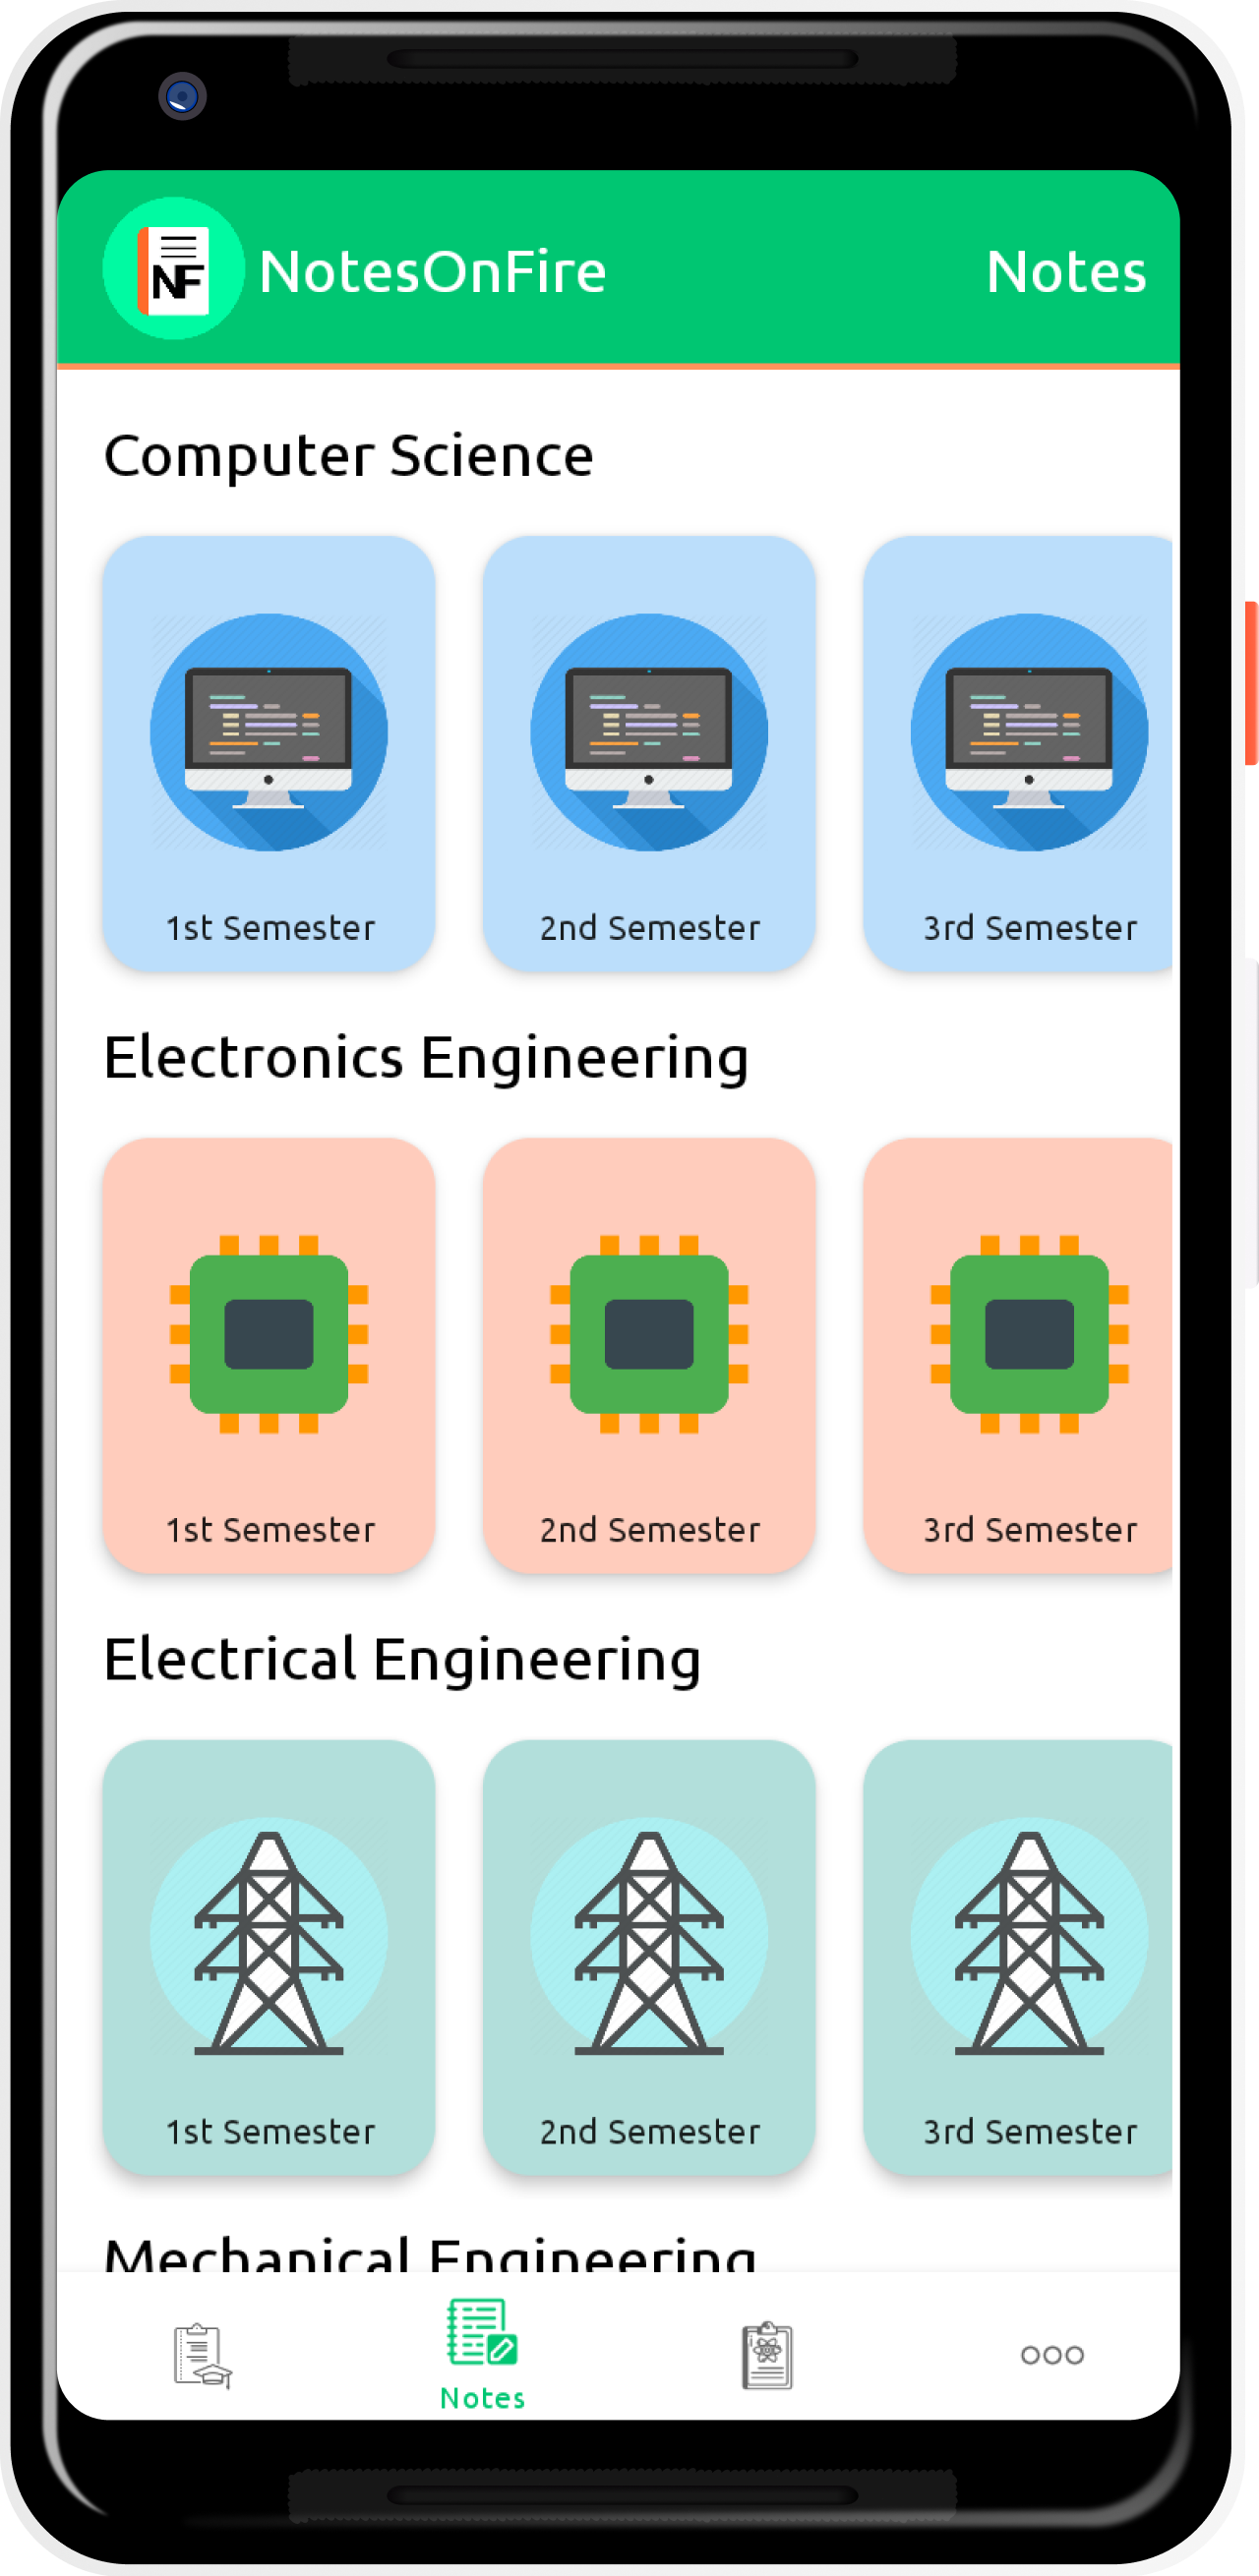 NF NotesOnFire Notes
Computer Science
1st Semester 2nd Semester 3rd Semester
Electronics Engineering
1st Semester 2nd Semester 3rd Semester
Electrical Engineering
1st Semester 2nd Semester 3rd Semester
Mechanical Engineering
Notes